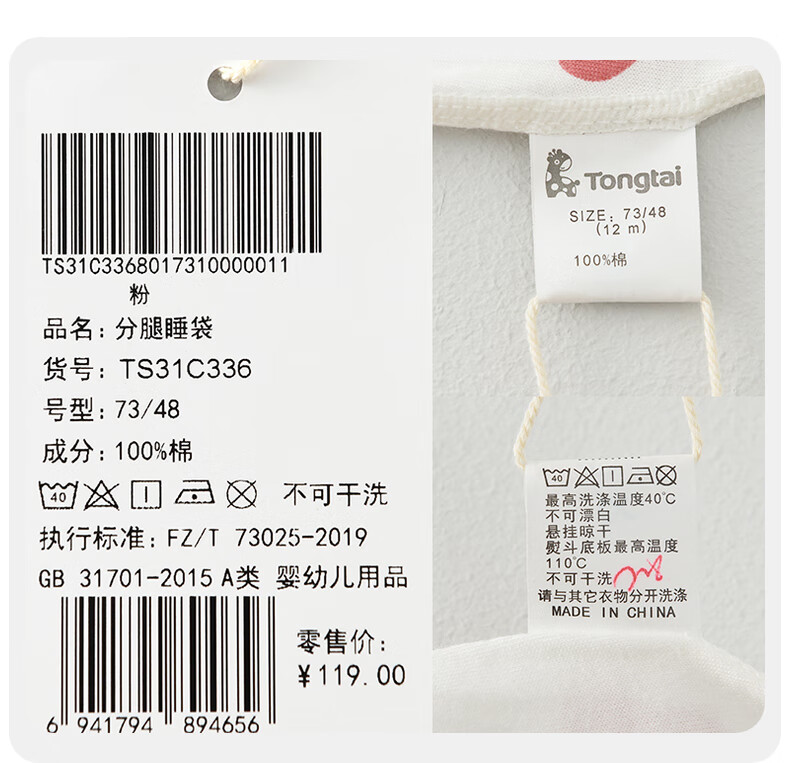 TS31C3368017310000011
粉
品名: 分腿睡袋
货号: TS31C336
号型: 73/48
成分: 100%棉
40 不可干洗
执行标准: FZ/T 73025-2019
GB 31701-2015 A类 婴幼儿用品
零售价:
¥119.00
6 941794 894656
Tongtai
SIZE: 73/48
(12 m)
100%棉
40
最高洗涤温度40℃
不可漂白
悬挂晾干
熨斗底板最高温度
110℃
不可干洗
请与其它衣物分开洗涤
MADE IN CHINA